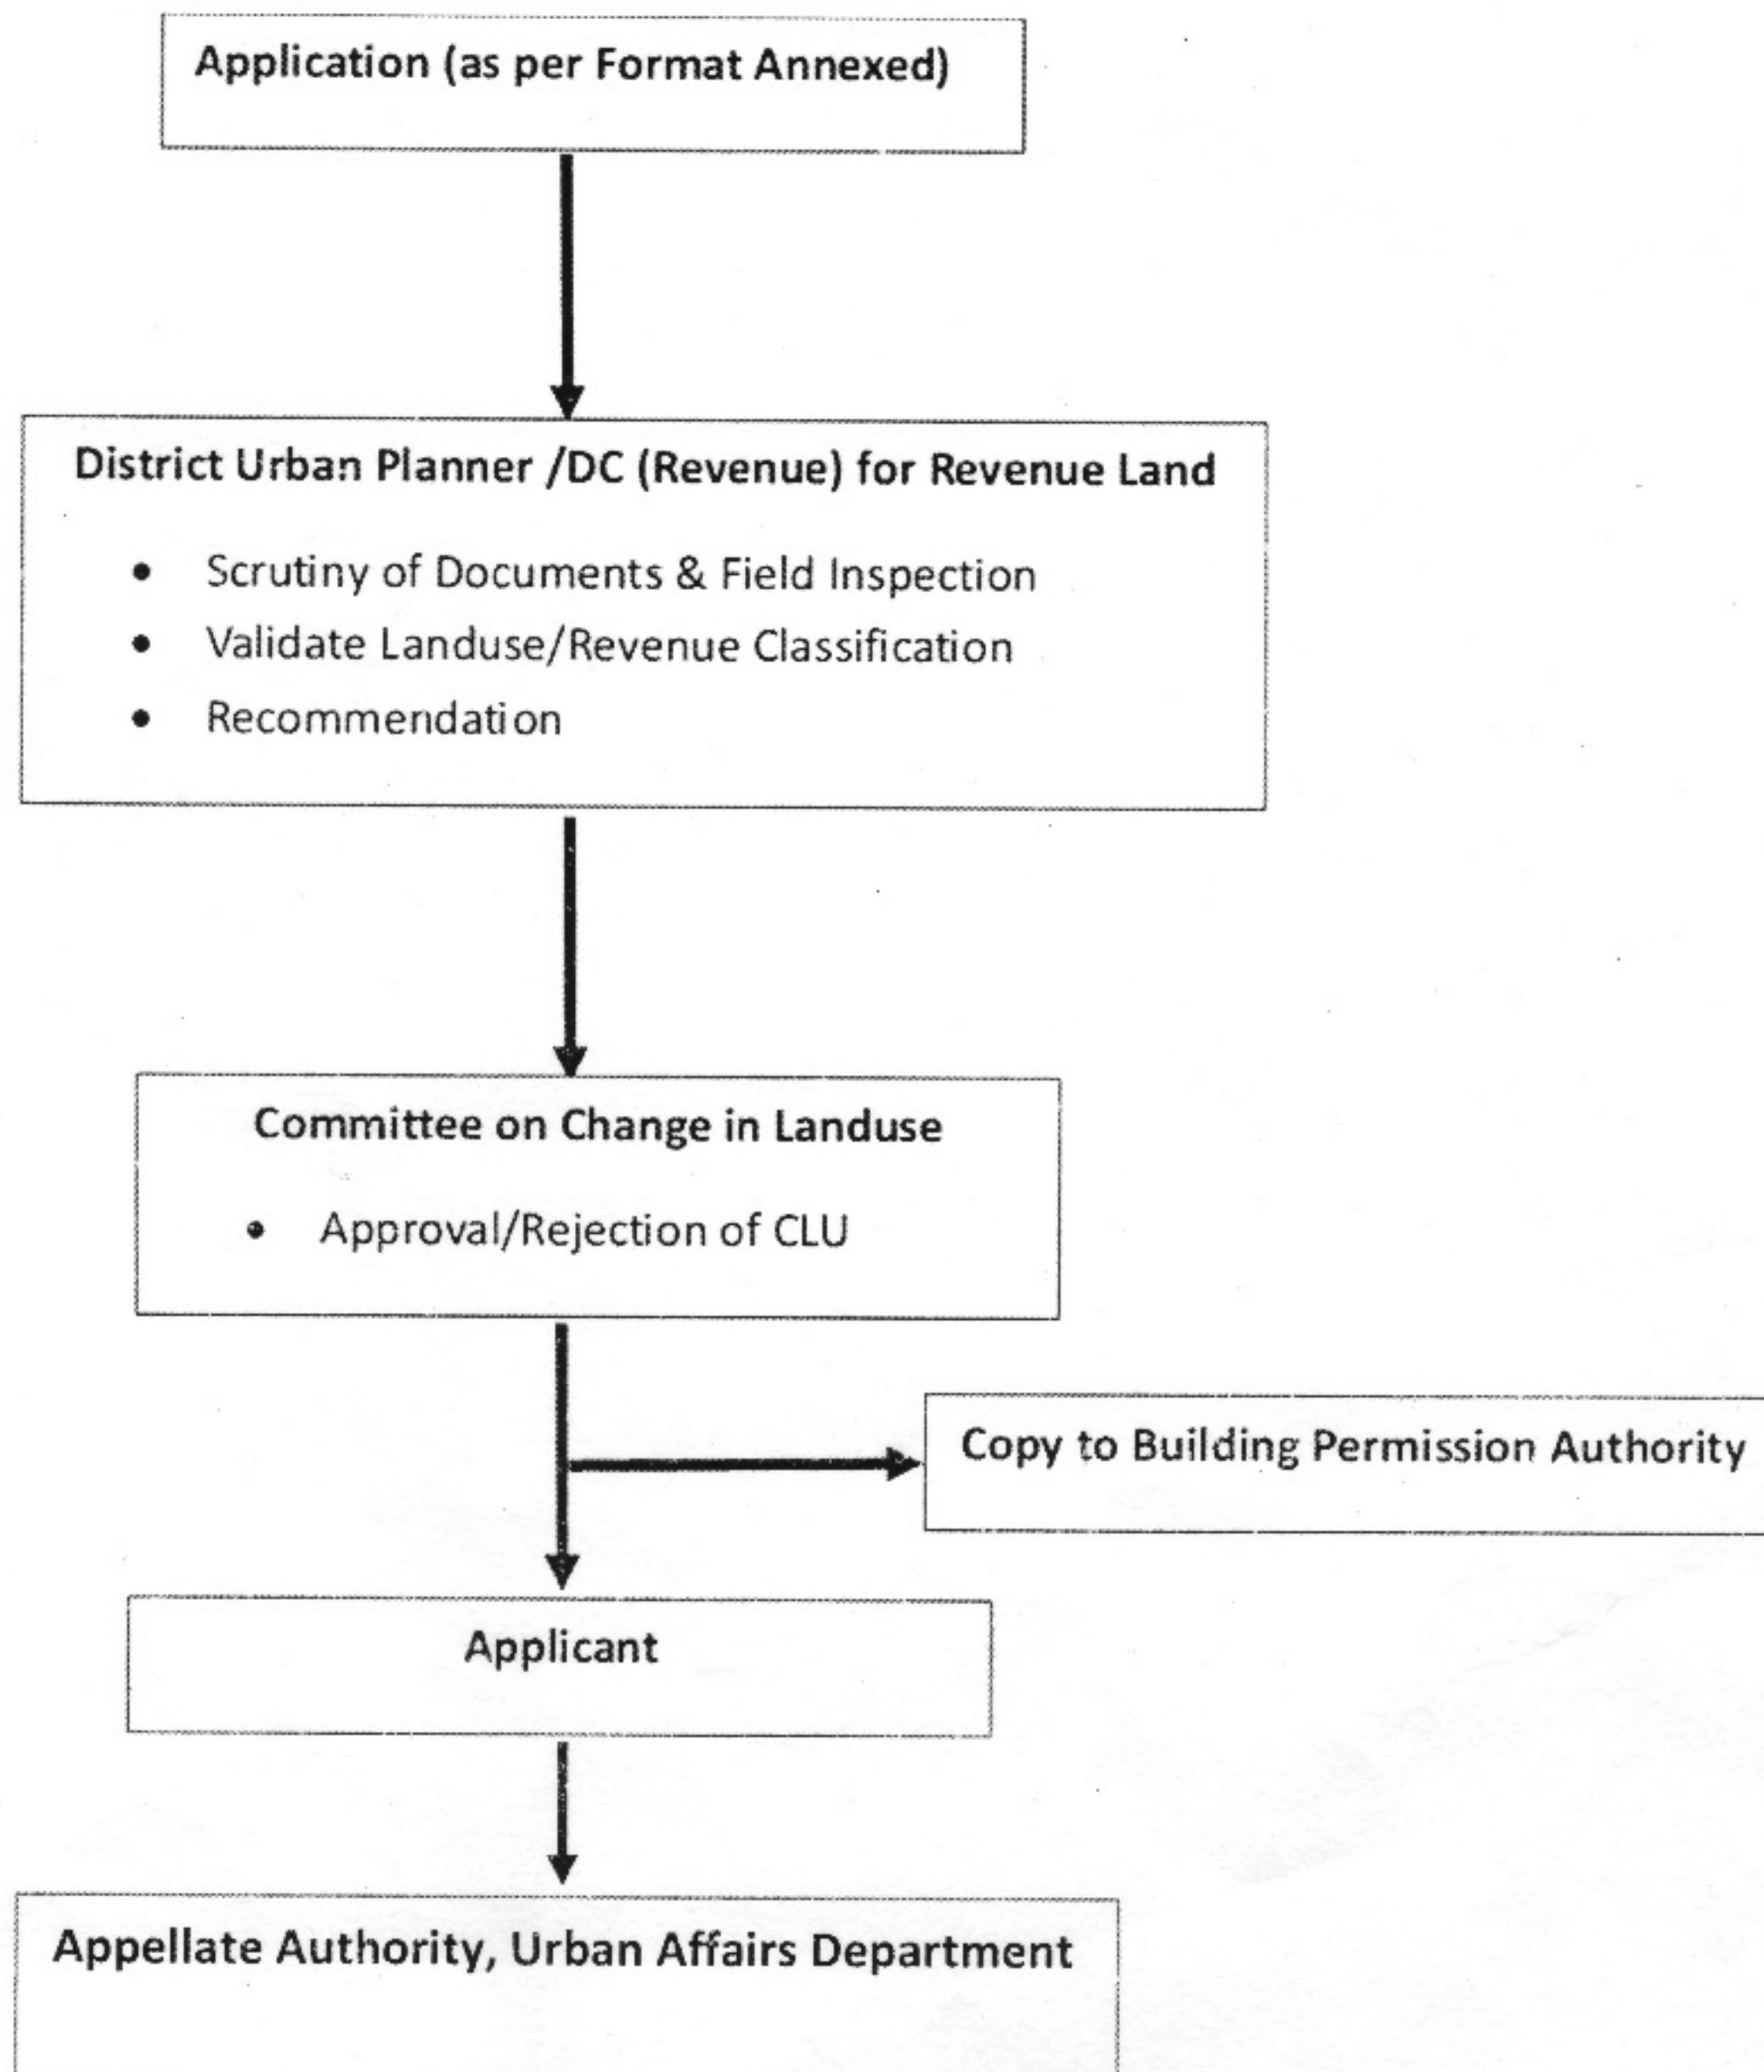 Application (as per Format Annexed)
District Urban Planner /DC (Revenue) for Revenue Land
• Scrutiny of Documents & Field Inspection
• Validate Landuse/Revenue Classification
• Recommendation
Committee on Change in Landuse
• Approval/Rejection of CLU
Copy to Building Permission Authority
Applicant
Appellate Authority, Urban Affairs Department